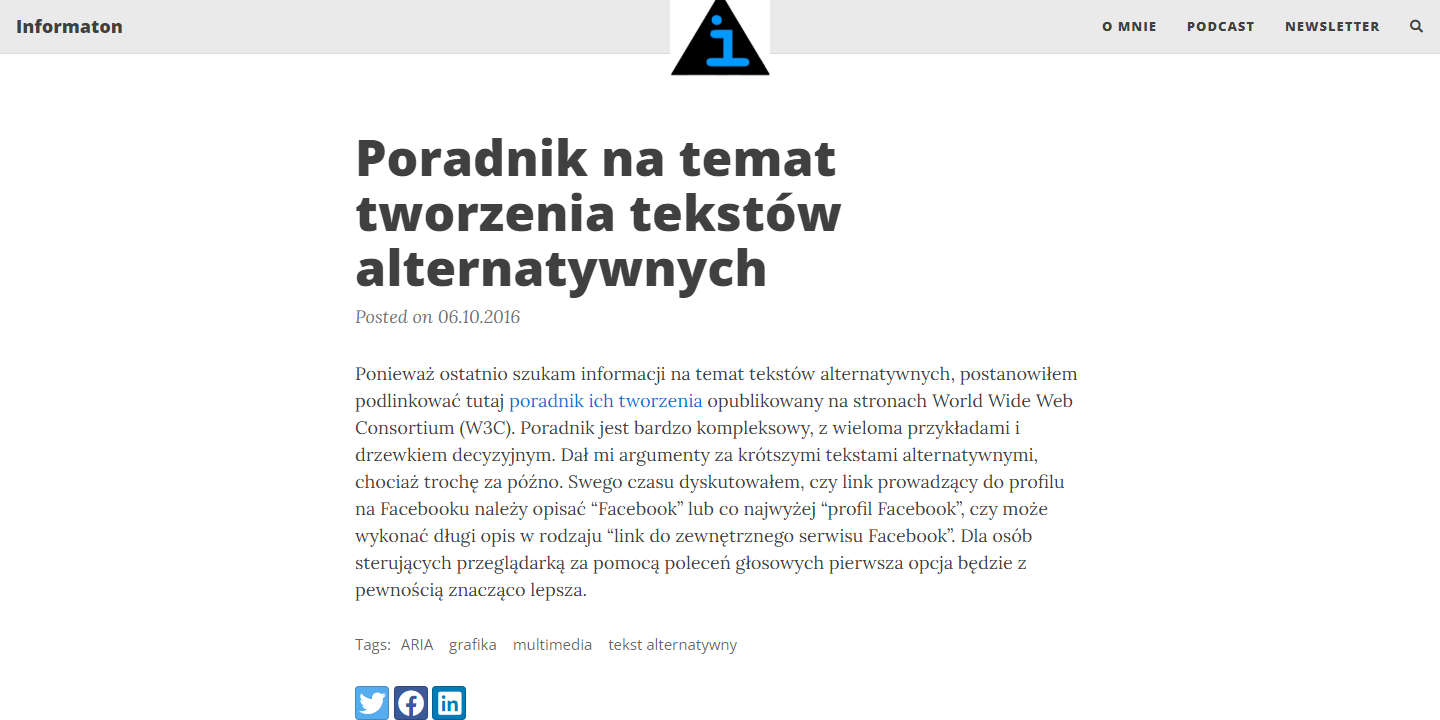 Informaton
i
O MNIE PODCAST NEWSLETTER
Poradnik na temat
tworzenia tekstów
alternatywnych
Posted on 06.10.2016
Ponieważ ostatnio szukam informacji na temat tekstów alternatywnych, postanowiłem
podlinkować tutaj poradnik ich tworzenia opublikowany na stronach World Wide Web
Consortium (W3C). Poradnik jest bardzo kompleksowy, z wieloma przykładami i
drzewkiem decyzyjnym. Dał mi argumenty za krótszymi tekstami alternatywnymi,
chociaż trochę za późno. Swego czasu dyskutowałem, czy link prowadzący do profilu
na Facebooku należy opisać “Facebook” lub co najwyżej “profil Facebook”, czy może
wykonać długi opis w rodzaju “link do zewnętrznego serwisu Facebook”. Dla osób
sterujących przeglądarką za pomocą poleceń głosowych pierwsza opcja będzie z
pewnością znacząco lepsza.
Tags: ARIA grafika multimedia tekst alternatywny
in